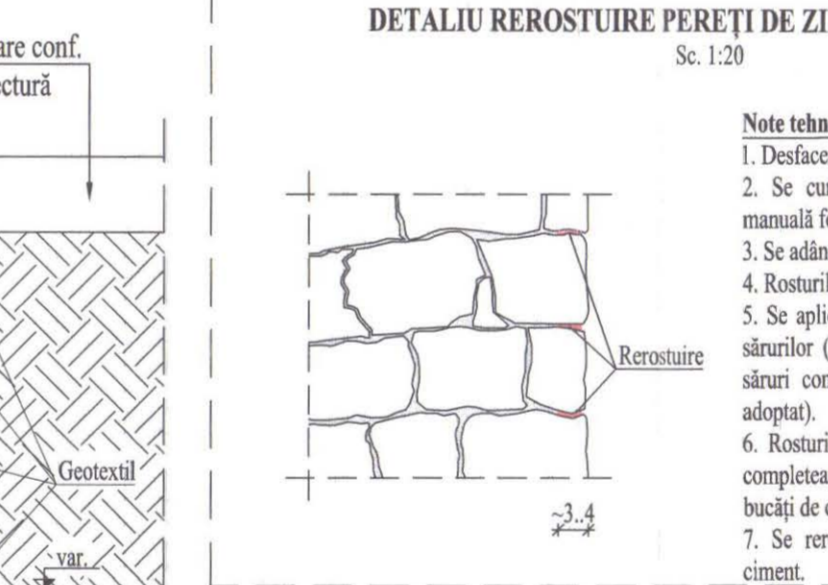 DETALIU REROSTUIRE PEREȚI DE ZI
Sc. 1:20
are conf.
ectură
Note tehn
1. Desface
2. Se cu
manuală f
3. Se adân
4. Rosturil
5. Se apli
sărurilor (
săruri con
adoptat).
6. Rosturi
completea
bucăți de
7. Se rer
ciment.
Rerostuire
Geotextil
~3..4
var.